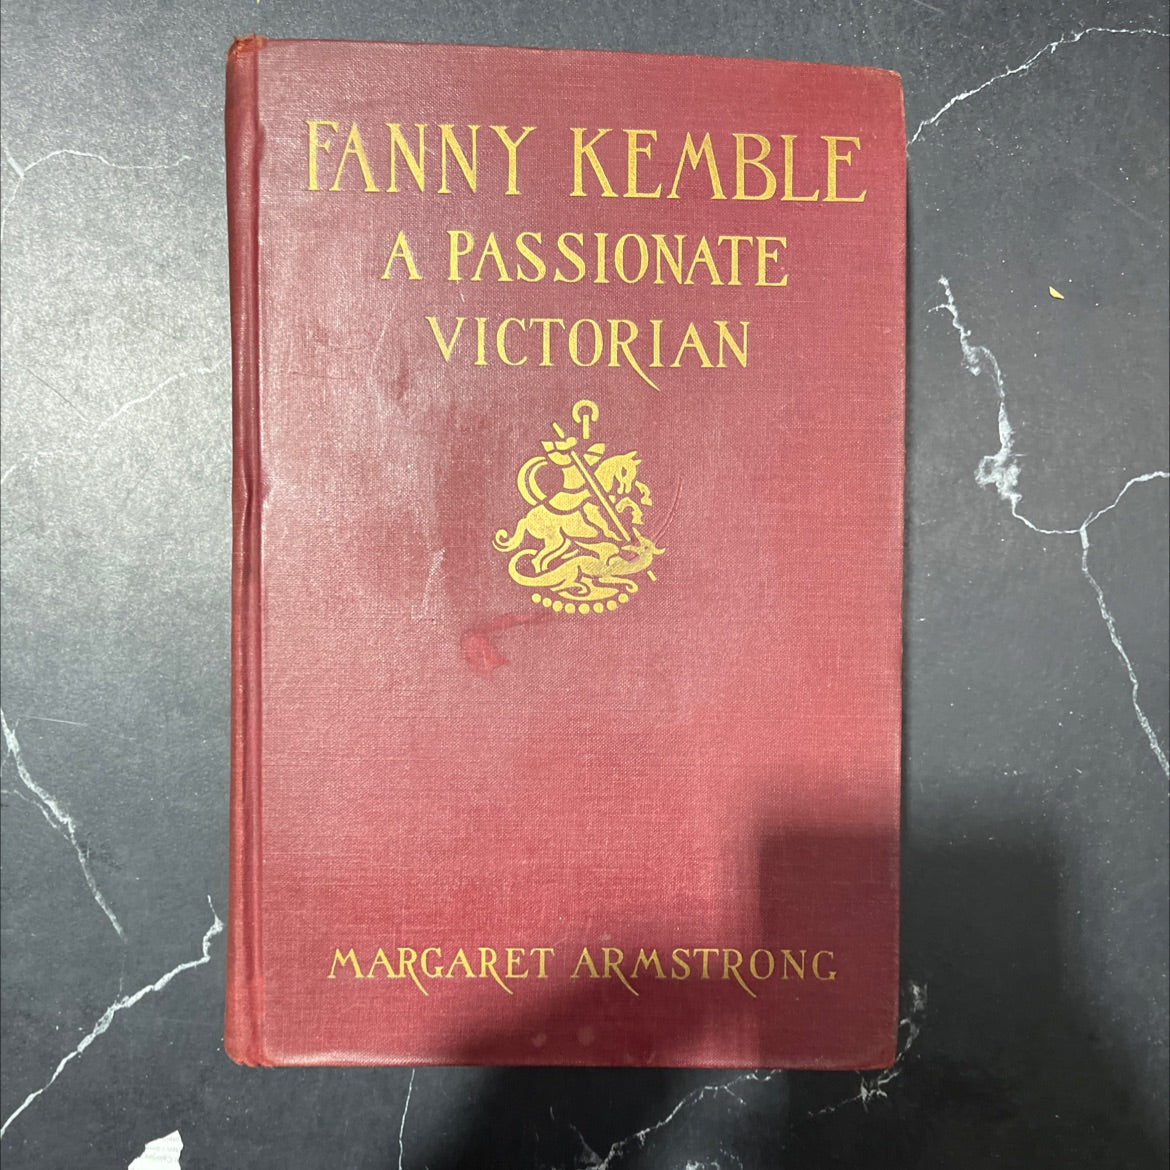 FANNY KEMBLE
A PASSIONATE
VICTORIAN
MARGARET ARMSTRONG